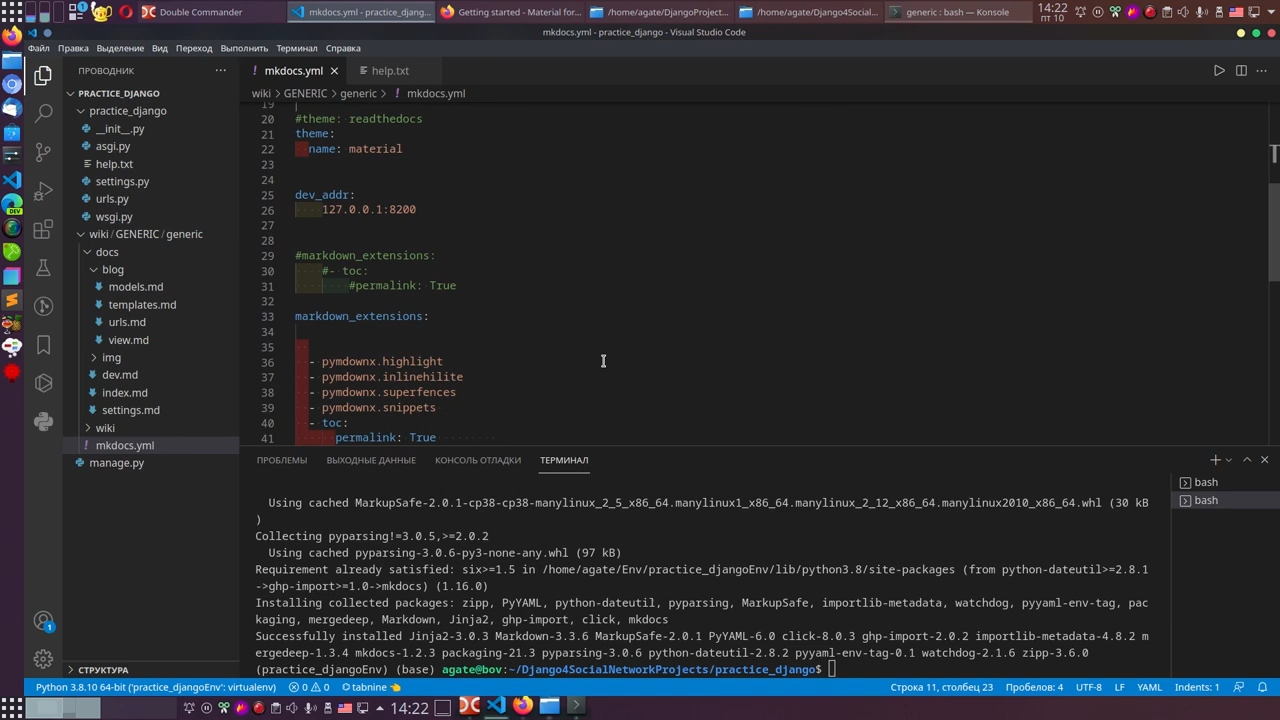 Double Commander
mkdocs.yml - practice_djang...
Getting started - Material for...
/home/agate/DjangoProject...
/home/agate/Django4Social...
generic : bash — Konsole
14:22
пт 10
mkdocs.yml - practice_django - Visual Studio Code
Файл Правка Выделение Вид Переход Выполнить Терминал Справка
ПРОВОДНИК
mkdocs.yml
help.txt
PRACTICE_DJANGO
wiki > GENERIC > generic > mkdocs.yml
practice_django
__init__.py
asgi.py
help.txt
settings.py
urls.py
wsgi.py
wiki / GENERIC / generic
docs
blog
models.md
templates.md
urls.md
view.md
img
dev.md
index.md
settings.md
wiki
mkdocs.yml
manage.py
СТРУКТУРА
DEV
1
19
20 #theme: readthedocs
21 theme:
22 name: material
23
24
25 dev_addr:
26 127.0.0.1:8200
27
28
29 #markdown_extensions:
30 #- toc:
31 #permalink: True
32
33 markdown_extensions:
34
35
36 - pymdownx.highlight
37 - pymdownx.inlinehilite
38 - pymdownx.superfences
39 - pymdownx.snippets
40 - toc:
41 permalink: True
ПРОБЛЕМЫ ВЫХОДНЫЕ ДАННЫЕ КОНСОЛЬ ОТЛАДКИ ТЕРМИНАЛ
bash
bash
Using cached MarkupSafe-2.0.1-cp38-cp38-manylinux_2_5_x86_64.manylinux1_x86_64.manylinux_2_12_x86_64.manylinux2010_x86_64.whl (30 kB
)
Collecting pyparsing!=3.0.5,>=2.0.2
Using cached pyparsing-3.0.6-py3-none-any.whl (97 kB)
Requirement already satisfied: six>=1.5 in /home/agate/Env/practice_djangoEnv/lib/python3.8/site-packages (from python-dateutil>=2.8.1
->ghp-import>=1.0->mkdocs) (1.16.0)
Installing collected packages: zipp, PyYAML, python-dateutil, pyparsing, MarkupSafe, importlib-metadata, watchdog, pyyaml-env-tag, pac
kaging, mergedeep, Markdown, Jinja2, ghp-import, click, mkdocs
Successfully installed Jinja2-3.0.3 Markdown-3.3.6 MarkupSafe-2.0.1 PyYAML-6.0 click-8.0.3 ghp-import-2.0.2 importlib-metadata-4.8.2 m
ergedeep-1.3.4 mkdocs-1.2.3 packaging-21.3 pyparsing-3.0.6 python-dateutil-2.8.2 pyyaml-env-tag-0.1 watchdog-2.1.6 zipp-3.6.0
(practice_djangoEnv) (base) agate@bov:~/Django4SocialNetworkProjects/practice_django$
Python 3.8.10 64-bit ('practice_djangoEnv': virtualenv) 0 0 tabnine Строка 11, столбец 23 Пробелов: 4 UTF-8 LF YAML Indents: 1
14:22